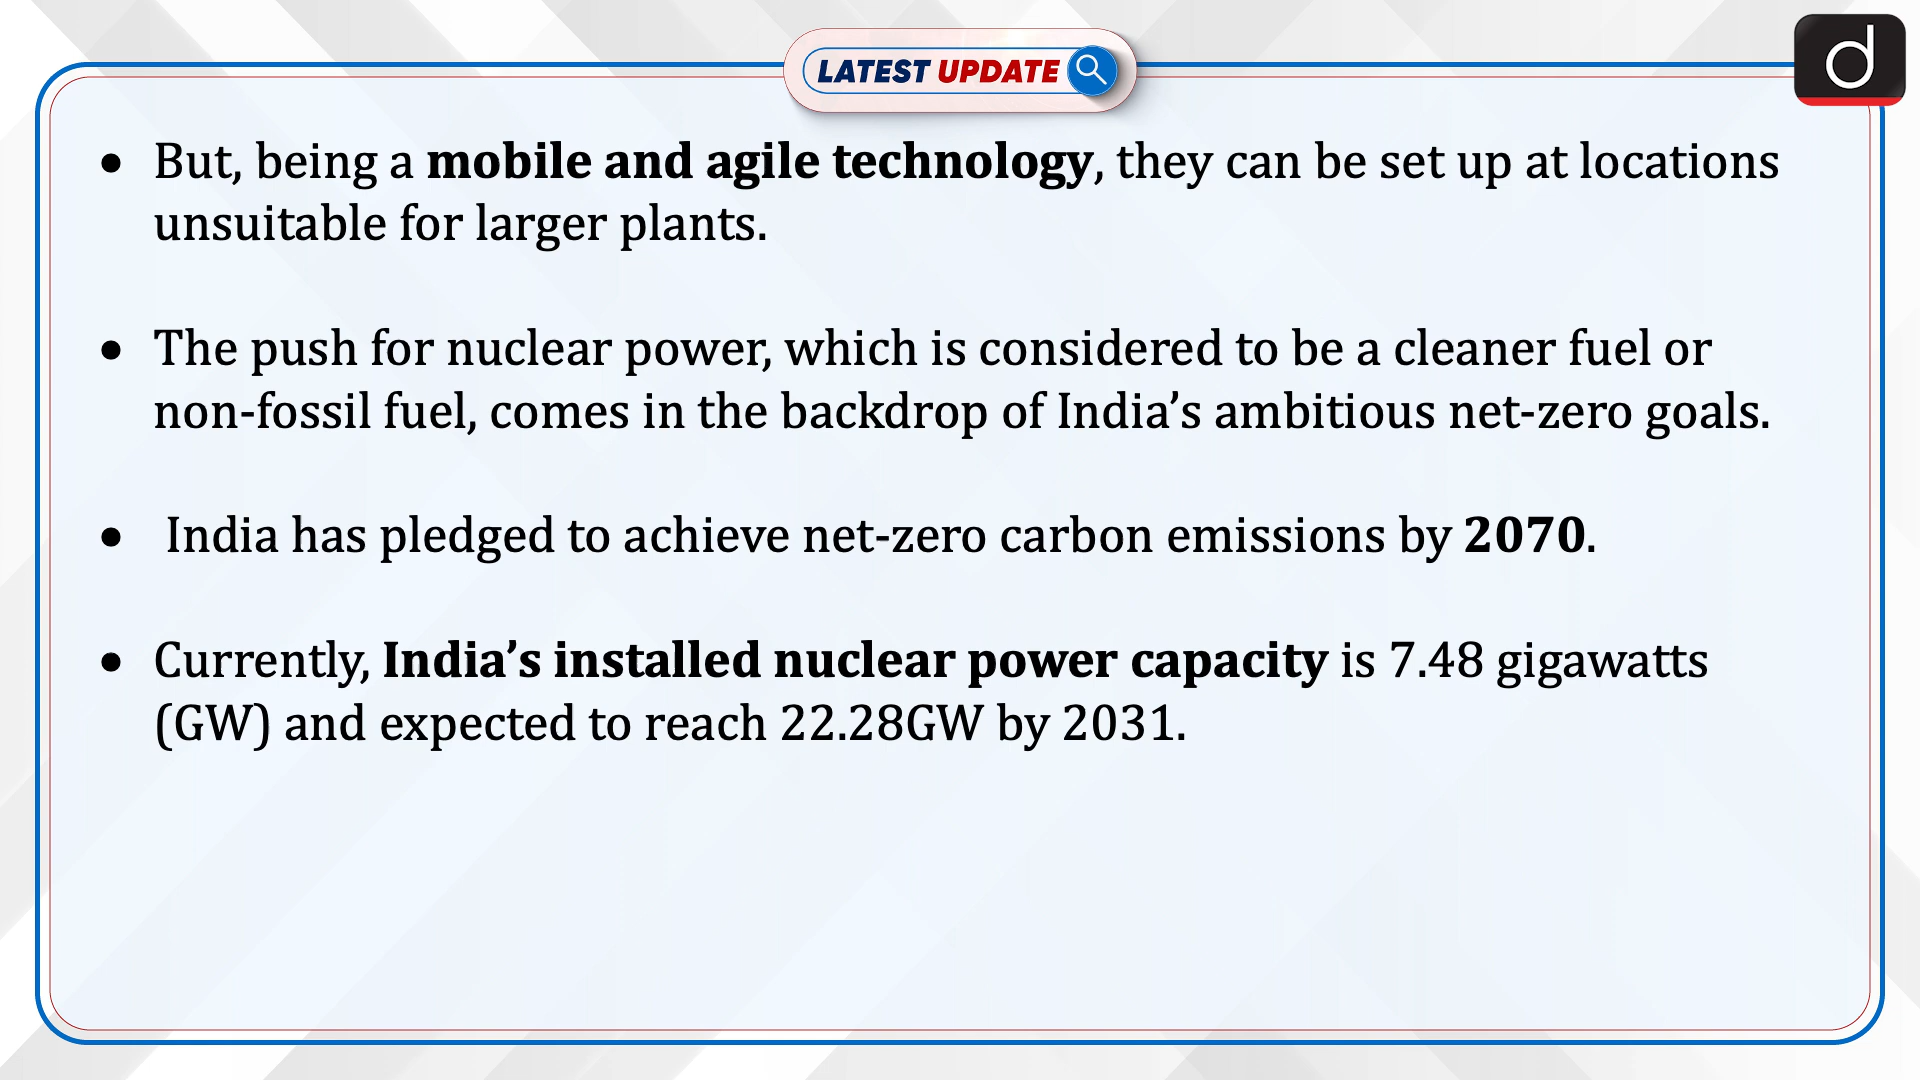 LATEST UPDATE
d
• But, being a mobile and agile technology, they can be set up at locations
unsuitable for larger plants.
• The push for nuclear power, which is considered to be a cleaner fuel or
non-fossil fuel, comes in the backdrop of India’s ambitious net-zero goals.
• India has pledged to achieve net-zero carbon emissions by 2070.
• Currently, India’s installed nuclear power capacity is 7.48 gigawatts
(GW) and expected to reach 22.28GW by 2031.